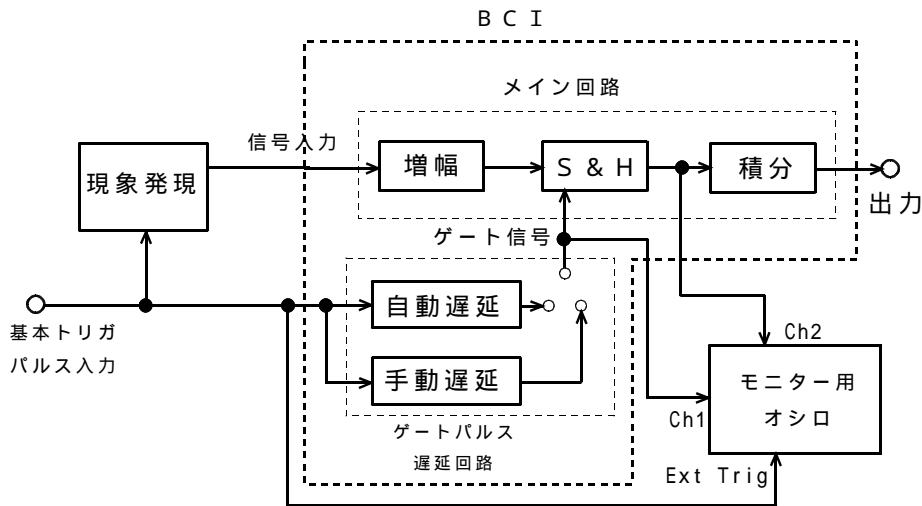 ＢＣＩ
メイン回路
信号入力
現象発現
増幅
Ｓ＆Ｈ
積分
出力
ゲート信号
自動遅延
手動遅延
基本トリガ
パルス入力
ゲートパルス
遅延回路
Ch2
Ch1
モニター用
オシロ
Ext Trig